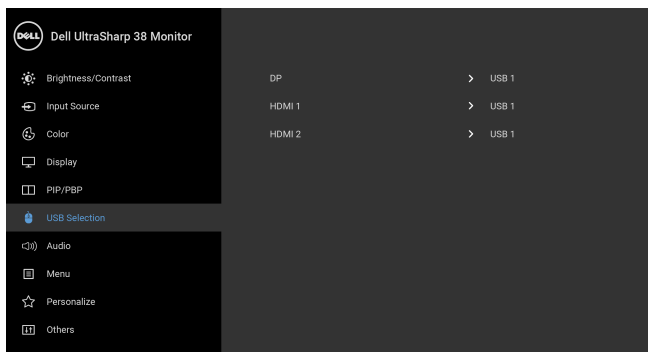 DELL Dell UltraSharp 38 Monitor
Brightness/Contrast
DP USB 1
Input Source
HDMI 1 USB 1
Color
HDMI 2 USB 1
Display
PIP/PBP
USB Selection
Audio
Menu
Personalize
Others